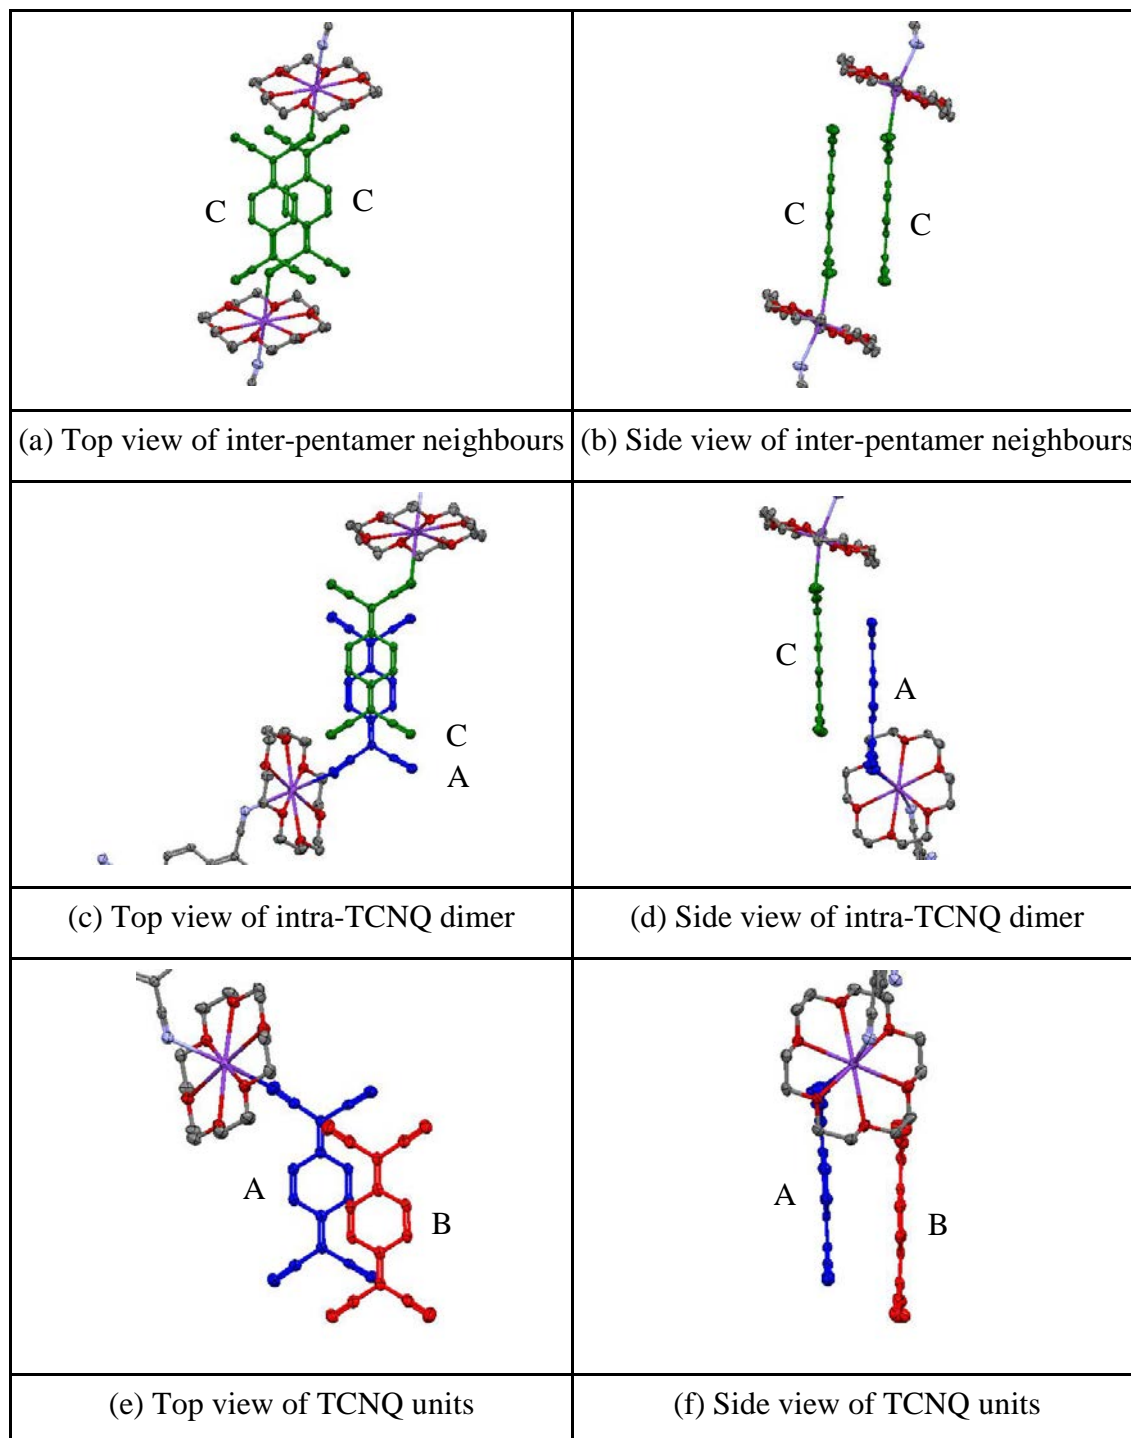 C
C
C
C
(a) Top view of inter-pentamer neighbours
(b) Side view of inter-pentamer neighbours
C
A
C
A
(c) Top view of intra-TCNQ dimer
(d) Side view of intra-TCNQ dimer
A
B
A
B
(e) Top view of TCNQ units
(f) Side view of TCNQ units